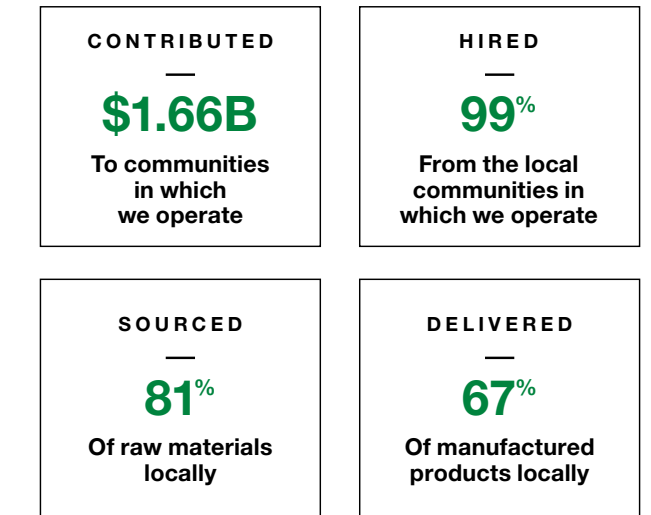 CONTRIBUTED
$1.66B
To communities
in which
we operate
HIRED
99%
From the local
communities in
which we operate
SOURCED
81%
Of raw materials
locally
DELIVERED
67%
Of manufactured
products locally